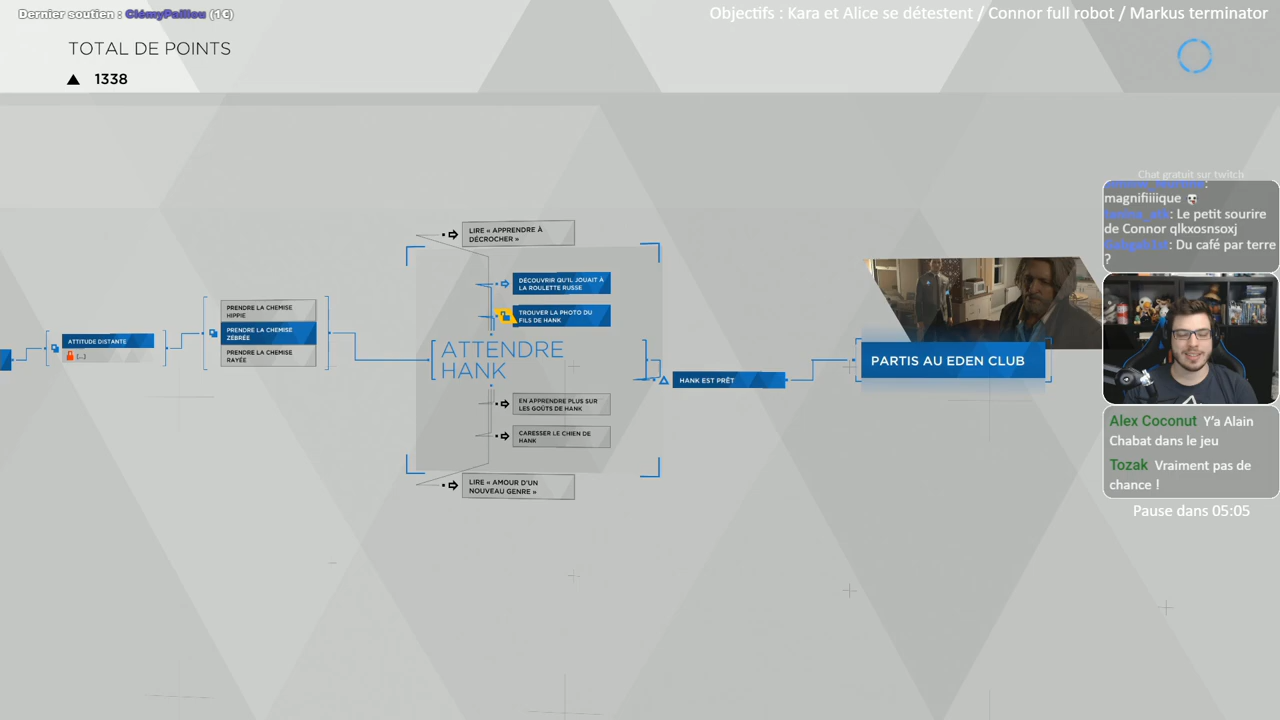 Dernier soutien : ClémyPaillou (1€)
Objectifs : Kara et Alice se détestent / Connor full robot / Markus terminator
TOTAL DE POINTS
1338
ATTITUDE DISTANTE
(...)
PRENDRE LA CHEMISE
HIPPIE
PRENDRE LA CHEMISE
ZÉBRÉE
PRENDRE LA CHEMISE
RAYÉE
LIRE « APPRENDRE À
DÉCROCHER »
DÉCOUVRIR QU'IL JOUAIT À
LA ROULETTE RUSSE
TROUVER LA PHOTO DU
FILS DE HANK
ATTENDRE
HANK
EN APPRENDRE PLUS SUR
LES GOÛTS DE HANK
CARESSER LE CHIEN DE
HANK
LIRE « AMOUR D'UN
NOUVEAU GENRE »
HANK EST PRÊT
PARTIS AU EDEN CLUB
Chat gratuit sur twitch
magnifiiiique
: Le petit sourire
de Connor qlkxosnsoxj
: Du café par terre
?
Alex Coconut Y'a Alain
Chabat dans le jeu
Tozak Vraiment pas de
chance !
Pause dans 05:05